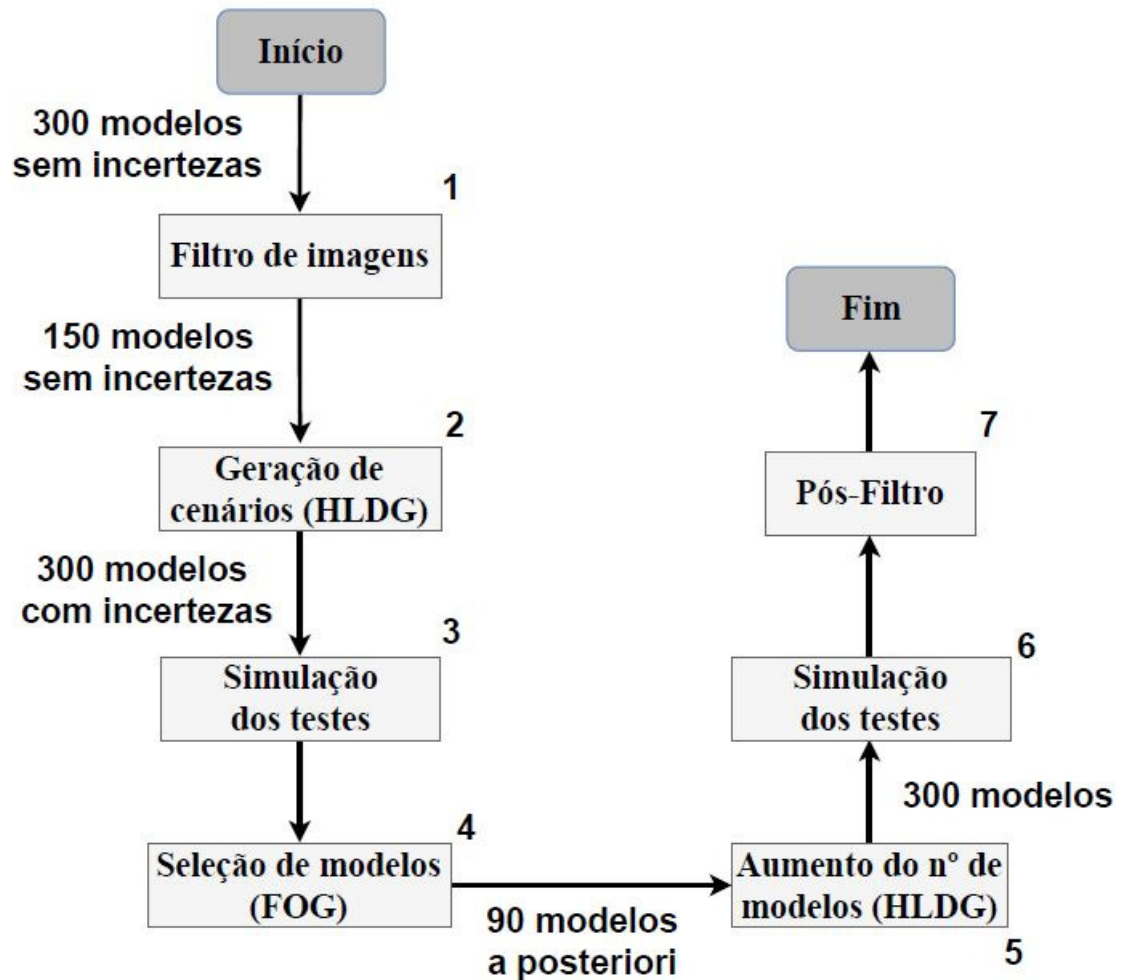 Início
300 modelos
sem incertezas
1
Filtro de imagens
150 modelos
sem incertezas
2
Geração de
cenários (HLDG)
300 modelos
com incertezas
3
Simulação
dos testes
4
Seleção de modelos
(FOG)
90 modelos
a posteriori
Aumento do nº de
modelos (HLDG)
5
300 modelos
6
Simulação
dos testes
7
Pós-Filtro
Fim